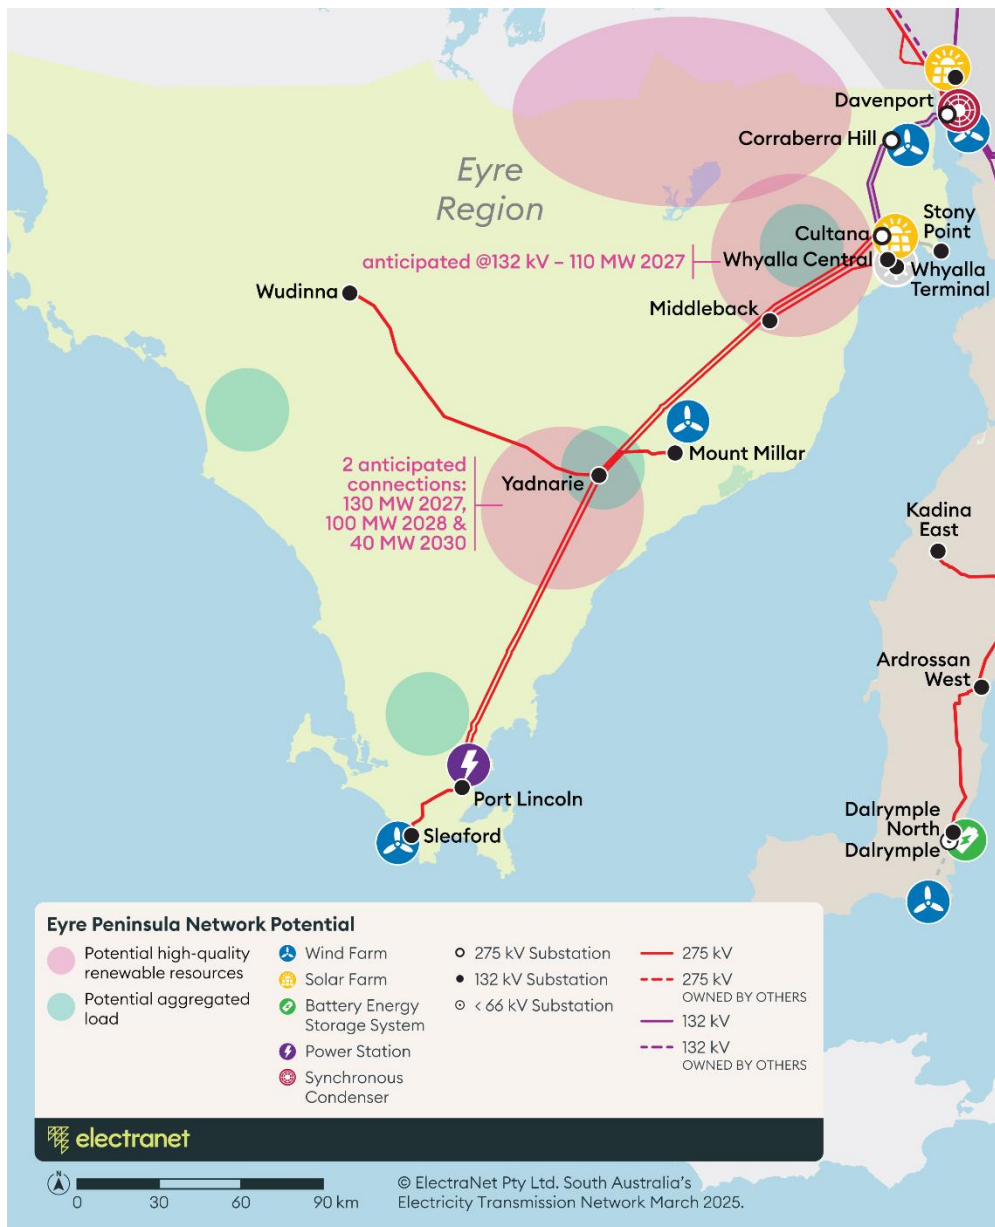 Davenport
Corraberra Hill
Eyre
Region
Stony
Point
Cultana
anticipated @132 kV – 110 MW 2027
Whyalla Central
Whyalla
Terminal
Wudinna
Middleback
2 anticipated
connections:
130 MW 2027,
100 MW 2028 &
40 MW 2030
Mount Millar
Yadnarie
Kadina
East
Ardrossan
West
Port Lincoln
Sleaford
Dalrymple
North
Dalrymple
Eyre Peninsula Network Potential
Potential high-quality
renewable resources
Potential aggregated
load
Wind Farm
Solar Farm
Battery Energy
Storage System
Power Station
Synchronous
Condenser
275 kV Substation
132 kV Substation
< 66 kV Substation
275 kV
275 kV
OWNED BY OTHERS
132 kV
132 kV
OWNED BY OTHERS
electranet
N
0 30 60 90 km
© ElectraNet Pty Ltd. South Australia's
Electricity Transmission Network March 2025.